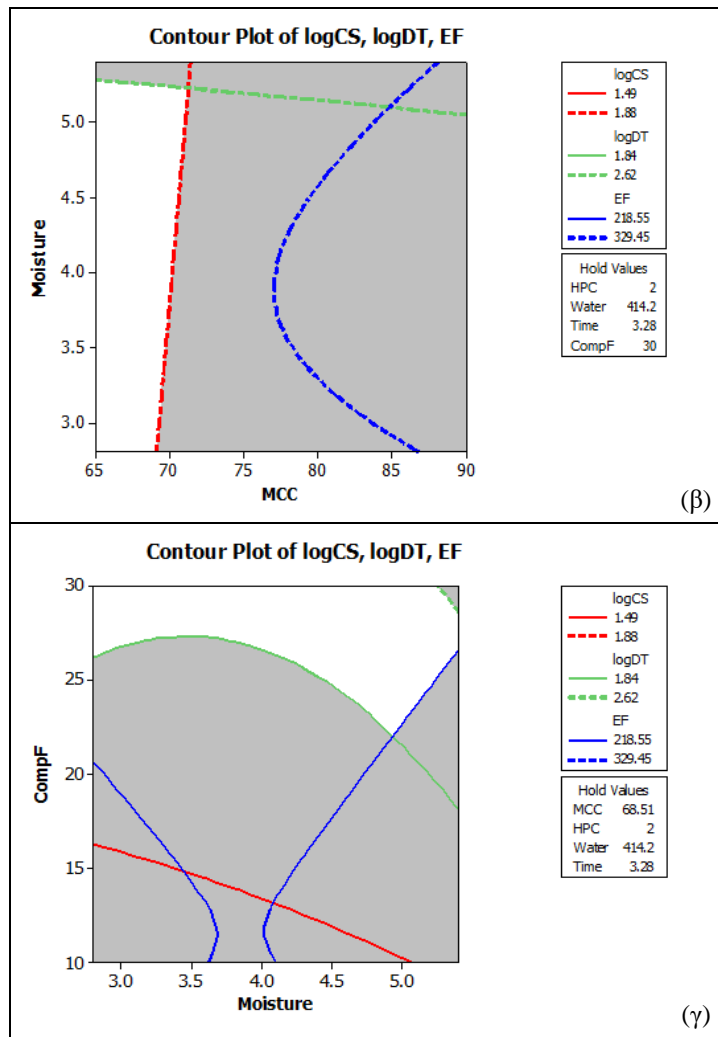 Contour Plot of logCS, logDT, EF
logCS
1.49
1.88
logDT
1.84
2.62
EF
218.55
329.45
Hold Values
HPC 2
Water 414.2
Time 3.28
CompF 30
Moisture
5.0
4.5
4.0
3.5
3.0
65 70 75 80 85 90
MCC
(β)
Contour Plot of logCS, logDT, EF
logCS
1.49
1.88
logDT
1.84
2.62
EF
218.55
329.45
Hold Values
MCC 68.51
HPC 2
Water 414.2
Time 3.28
CompF
30
25
20
15
10
3.0 3.5 4.0 4.5 5.0
Moisture
(γ)